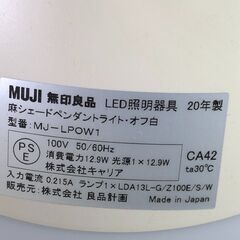 MUJI 無印良品 LED照明器具 20年製
麻シェードペンダントライト・オフ白
型番:MJ-LPOW1
PSE
100V 50/60Hz
消費電力12.9W 光源1×12.9W
株式会社キャリア
CA42
ta30℃
入力電流 0.215A ランプ1×LDA13L-G/Z100E/S/W
販売元:株式会社 良品計画 Made in Japan